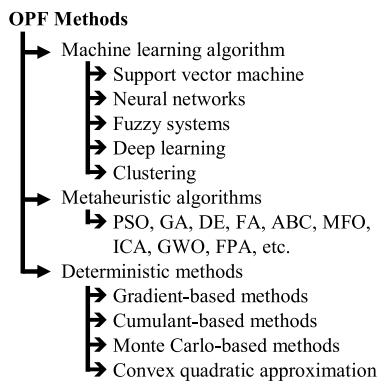 OPF Methods
Machine learning algorithm
Support vector machine
Neural networks
Fuzzy systems
Deep learning
Clustering
Metaheuristic algorithms
PSO, GA, DE, FA, ABC, MFO,
ICA, GWO, FPA, etc.
Deterministic methods
Gradient-based methods
Cumulant-based methods
Monte Carlo-based methods
Convex quadratic approximation